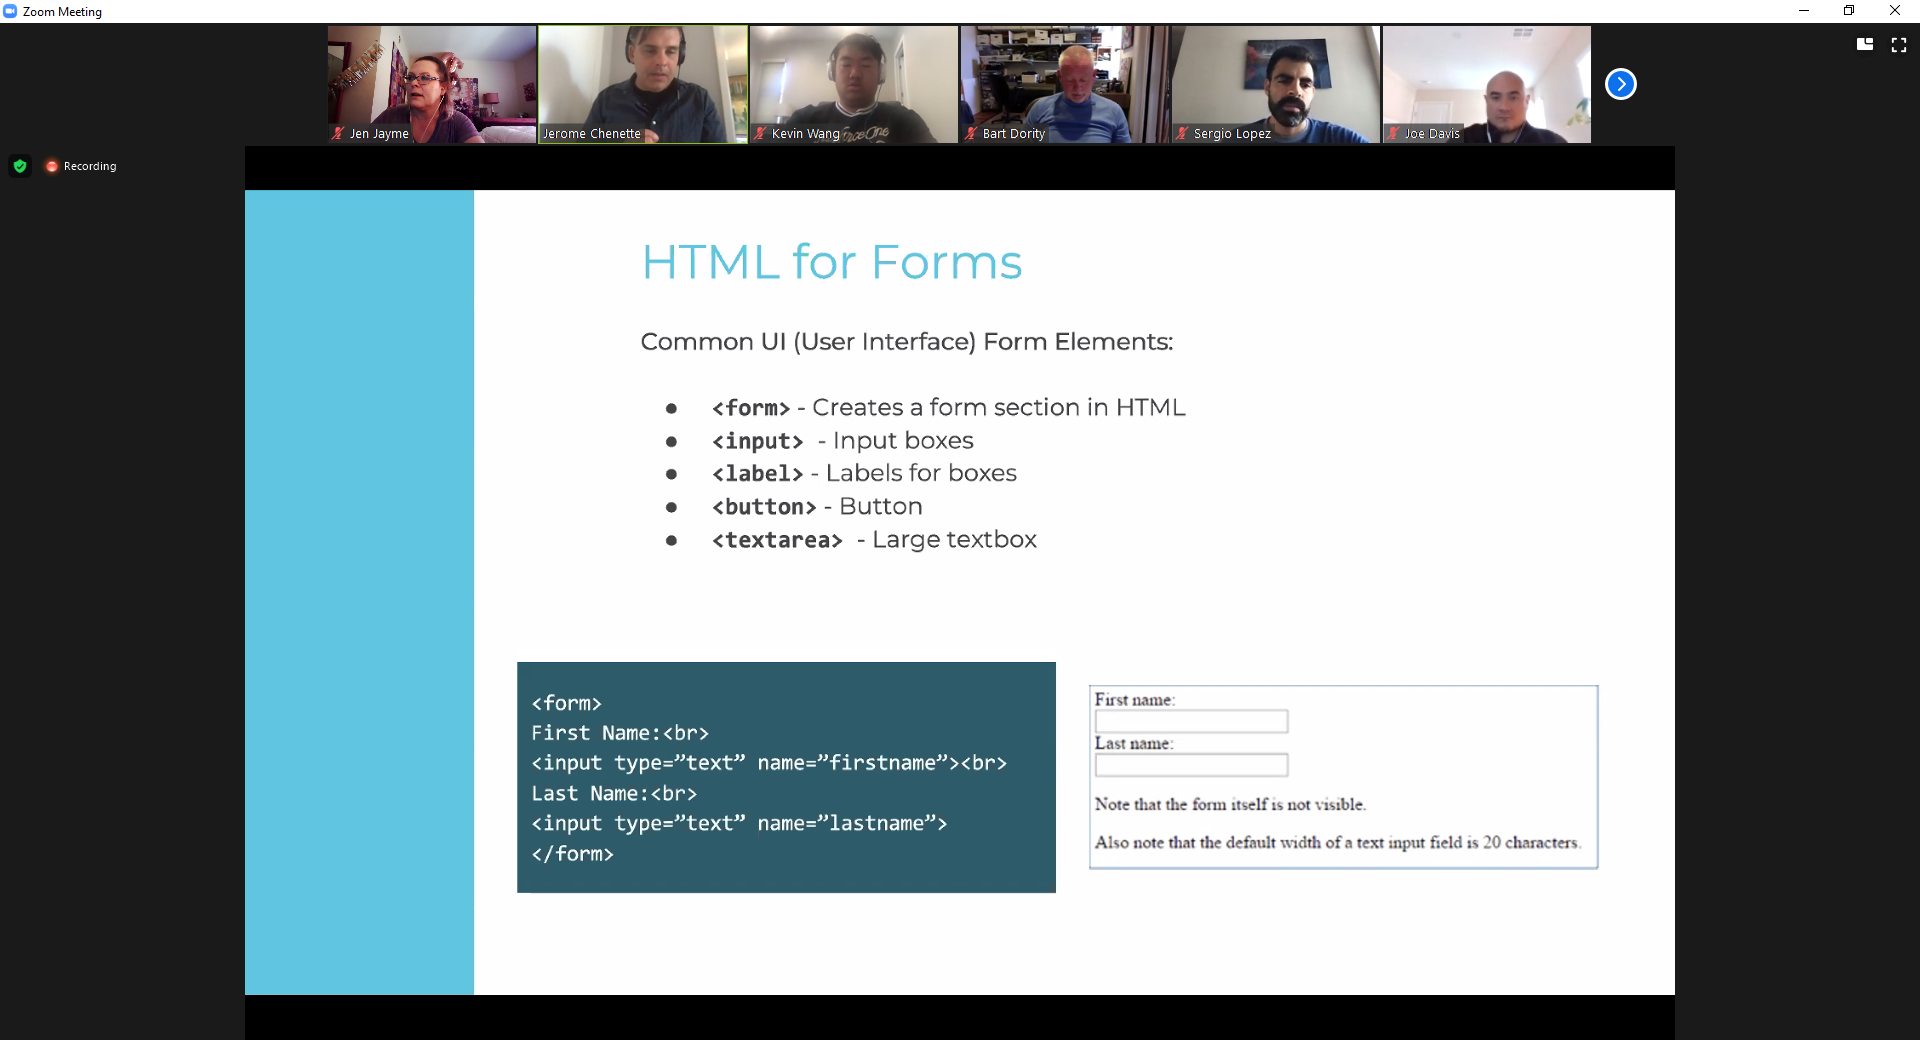 Zoom Meeting
Jen Jayme
Jerome Chenette
Kevin Wang
Bart Dority
Sergio Lopez
Joe Davis
Recording
HTML for Forms
Common UI (User Interface) Form Elements:
● <form> - Creates a form section in HTML
● <input>  - Input boxes
● <label> - Labels for boxes
● <button> - Button
● <textarea>  - Large textbox
<form>
First Name:<br>
<input type=”text” name=”firstname”><br>
Last Name:<br>
<input type=”text” name=”lastname”>
</form>
First name:
Last name:
Note that the form itself is not visible.
Also note that the default width of a text input field is 20 characters.